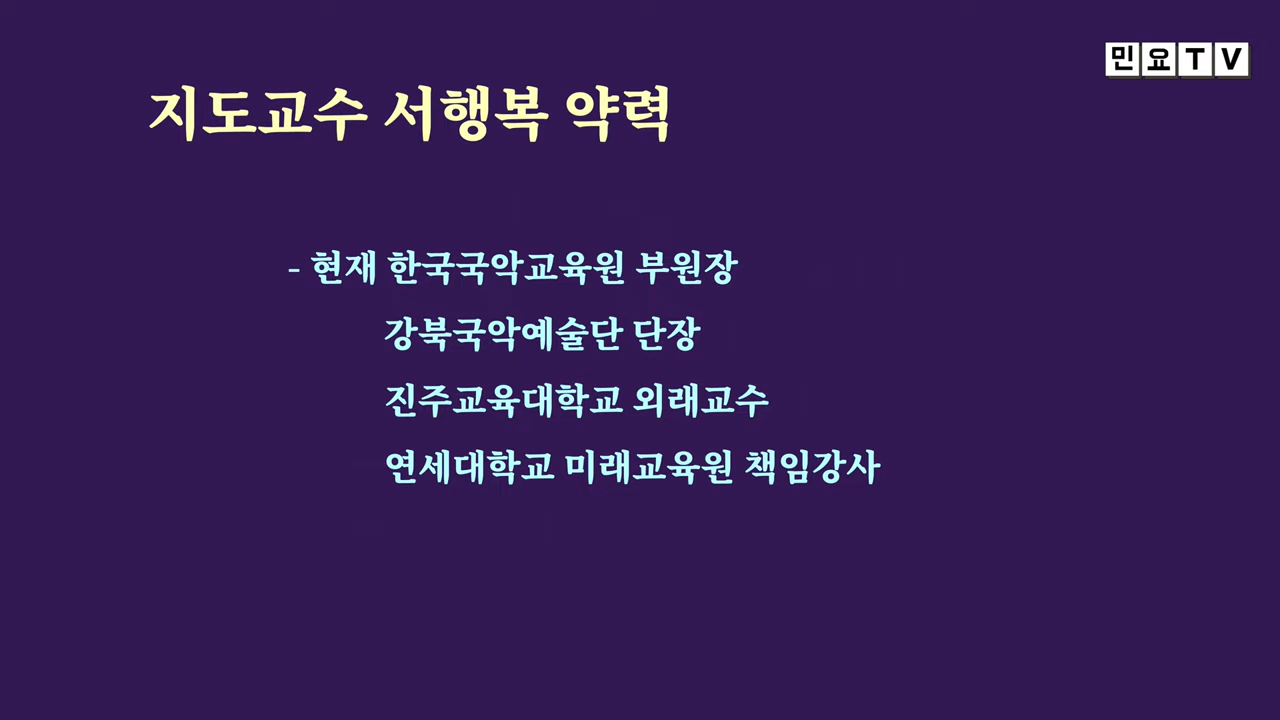 민요TV
지도교수 서행복 약력
- 현재 한국국악교육원 부원장
강북국악예술단 단장
진주교육대학교 외래교수
연세대학교 미래교육원 책임강사